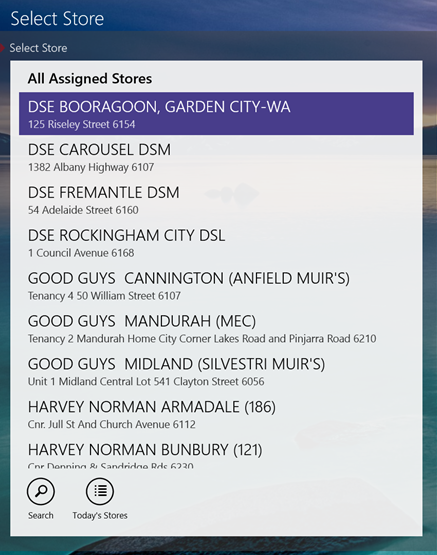 Select Store
Select Store
All Assigned Stores
DSE BOORAGOON, GARDEN CITY-WA
125 Riseley Street 6154
DSE CAROUSEL DSM
1382 Albany Highway 6107
DSE FREMANTLE DSM
54 Adelaide Street 6160
DSE ROCKINGHAM CITY DSL
1 Council Avenue 6168
GOOD GUYS  CANNINGTON (ANFIELD MUIR'S)
Tenancy 4 50 William Street 6107
GOOD GUYS  MANDURAH (MEC)
Tenancy 2 Mandurah Home City Corner Lakes Road and Pinjarra Road 6210
GOOD GUYS  MIDLAND (SILVESTRI MUIR'S)
Unit 1 Midland Central Lot 541 Clayton Street 6056
HARVEY NORMAN ARMADALE (186)
Cnr. Jull St And Church Avenue 6112
HARVEY NORMAN BUNBURY (121)
Cnr Denning & Sandridge Rds 6230
Search
Today's Stores